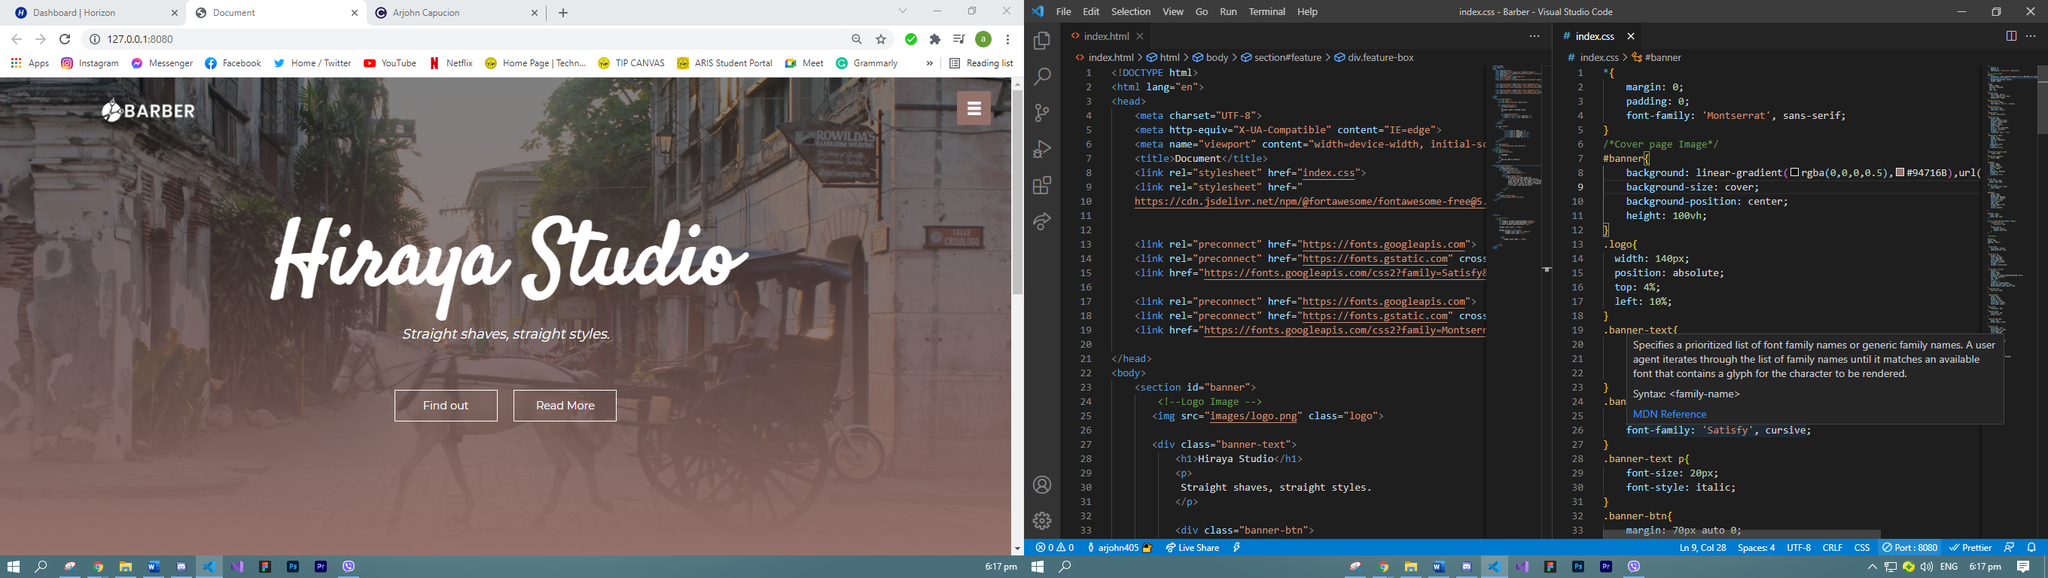 Dashboard | Horizon
Document
Arjohn Capucion
127.0.0.1:8080
a
Apps
Instagram
Messenger
Facebook
Home / Twitter
YouTube
Netflix
Home Page | Techn...
TIP CANVAS
ARIS Student Portal
Meet
Grammarly
»
Reading list
BARBER
ROWILDA'S
CALLE
CRISOLOGO
Hiraya Studio
Straight shaves, straight styles.
Find out
Read More
6:17 pm
File Edit Selection View Go Run Terminal Help
index.css - Barber - Visual Studio Code
index.html
index.html > html > body > section#feature > div.feature-box
1 <!DOCTYPE html>
2 <html lang="en">
3 <head>
4 <meta charset="UTF-8">
5 <meta http-equiv="X-UA-Compatible" content="IE=edge">
6 <meta name="viewport" content="width=device-width, initial-sc
7 <title>Document</title>
8 <link rel="stylesheet" href="index.css">
9 <link rel="stylesheet" href="
10 https://cdn.jsdelivr.net/npm/@fortawesome/fontawesome-free@5.
11
12
13 <link rel="preconnect" href="https://fonts.googleapis.com">
14 <link rel="preconnect" href="https://fonts.gstatic.com" cross
15 <link href="https://fonts.googleapis.com/css2?family=Satisfy&
16
17 <link rel="preconnect" href="https://fonts.googleapis.com">
18 <link rel="preconnect" href="https://fonts.gstatic.com" cross
19 <link href="https://fonts.googleapis.com/css2?family=Montserr
20
21 </head>
22 <body>
23 <section id="banner">
24 <!--Logo Image -->
25 <img src="images/logo.png" class="logo">
26
27 <div class="banner-text">
28 <h1>Hiraya Studio</h1>
29 <p>
30 Straight shaves, straight styles.
31 </p>
32
33 <div class="banner-btn">
# index.css
# index.css > #banner
1 *{
2 margin: 0;
3 padding: 0;
4 font-family: 'Montserrat', sans-serif;
5 }
6 /*Cover page Image*/
7 #banner{
8 background: linear-gradient(rgba(0,0,0,0.5),#94716B),url(
9 background-size: cover;
10 background-position: center;
11 height: 100vh;
12 }
13 .logo{
14 width: 140px;
15 position: absolute;
16 top: 4%;
17 left: 10%;
18 }
19 .banner-text{
20
Specifies a prioritized list of font family names or generic family names. A user
21
agent iterates through the list of family names until it matches an available
22
font that contains a glyph for the character to be rendered.
23 }
Syntax: <family-name>
24 .ban
25
MDN Reference
26 font-family: 'Satisfy', cursive;
27 }
28 .banner-text p{
29 font-size: 20px;
30 font-style: italic;
31 }
32 .banner-btn{
33 margin: 70px auto 0;
0 0
arjohn405
Live Share
Ln 9, Col 28
Spaces: 4
UTF-8
CRLF
CSS
Port : 8080
Prettier
ENG
6:17 pm